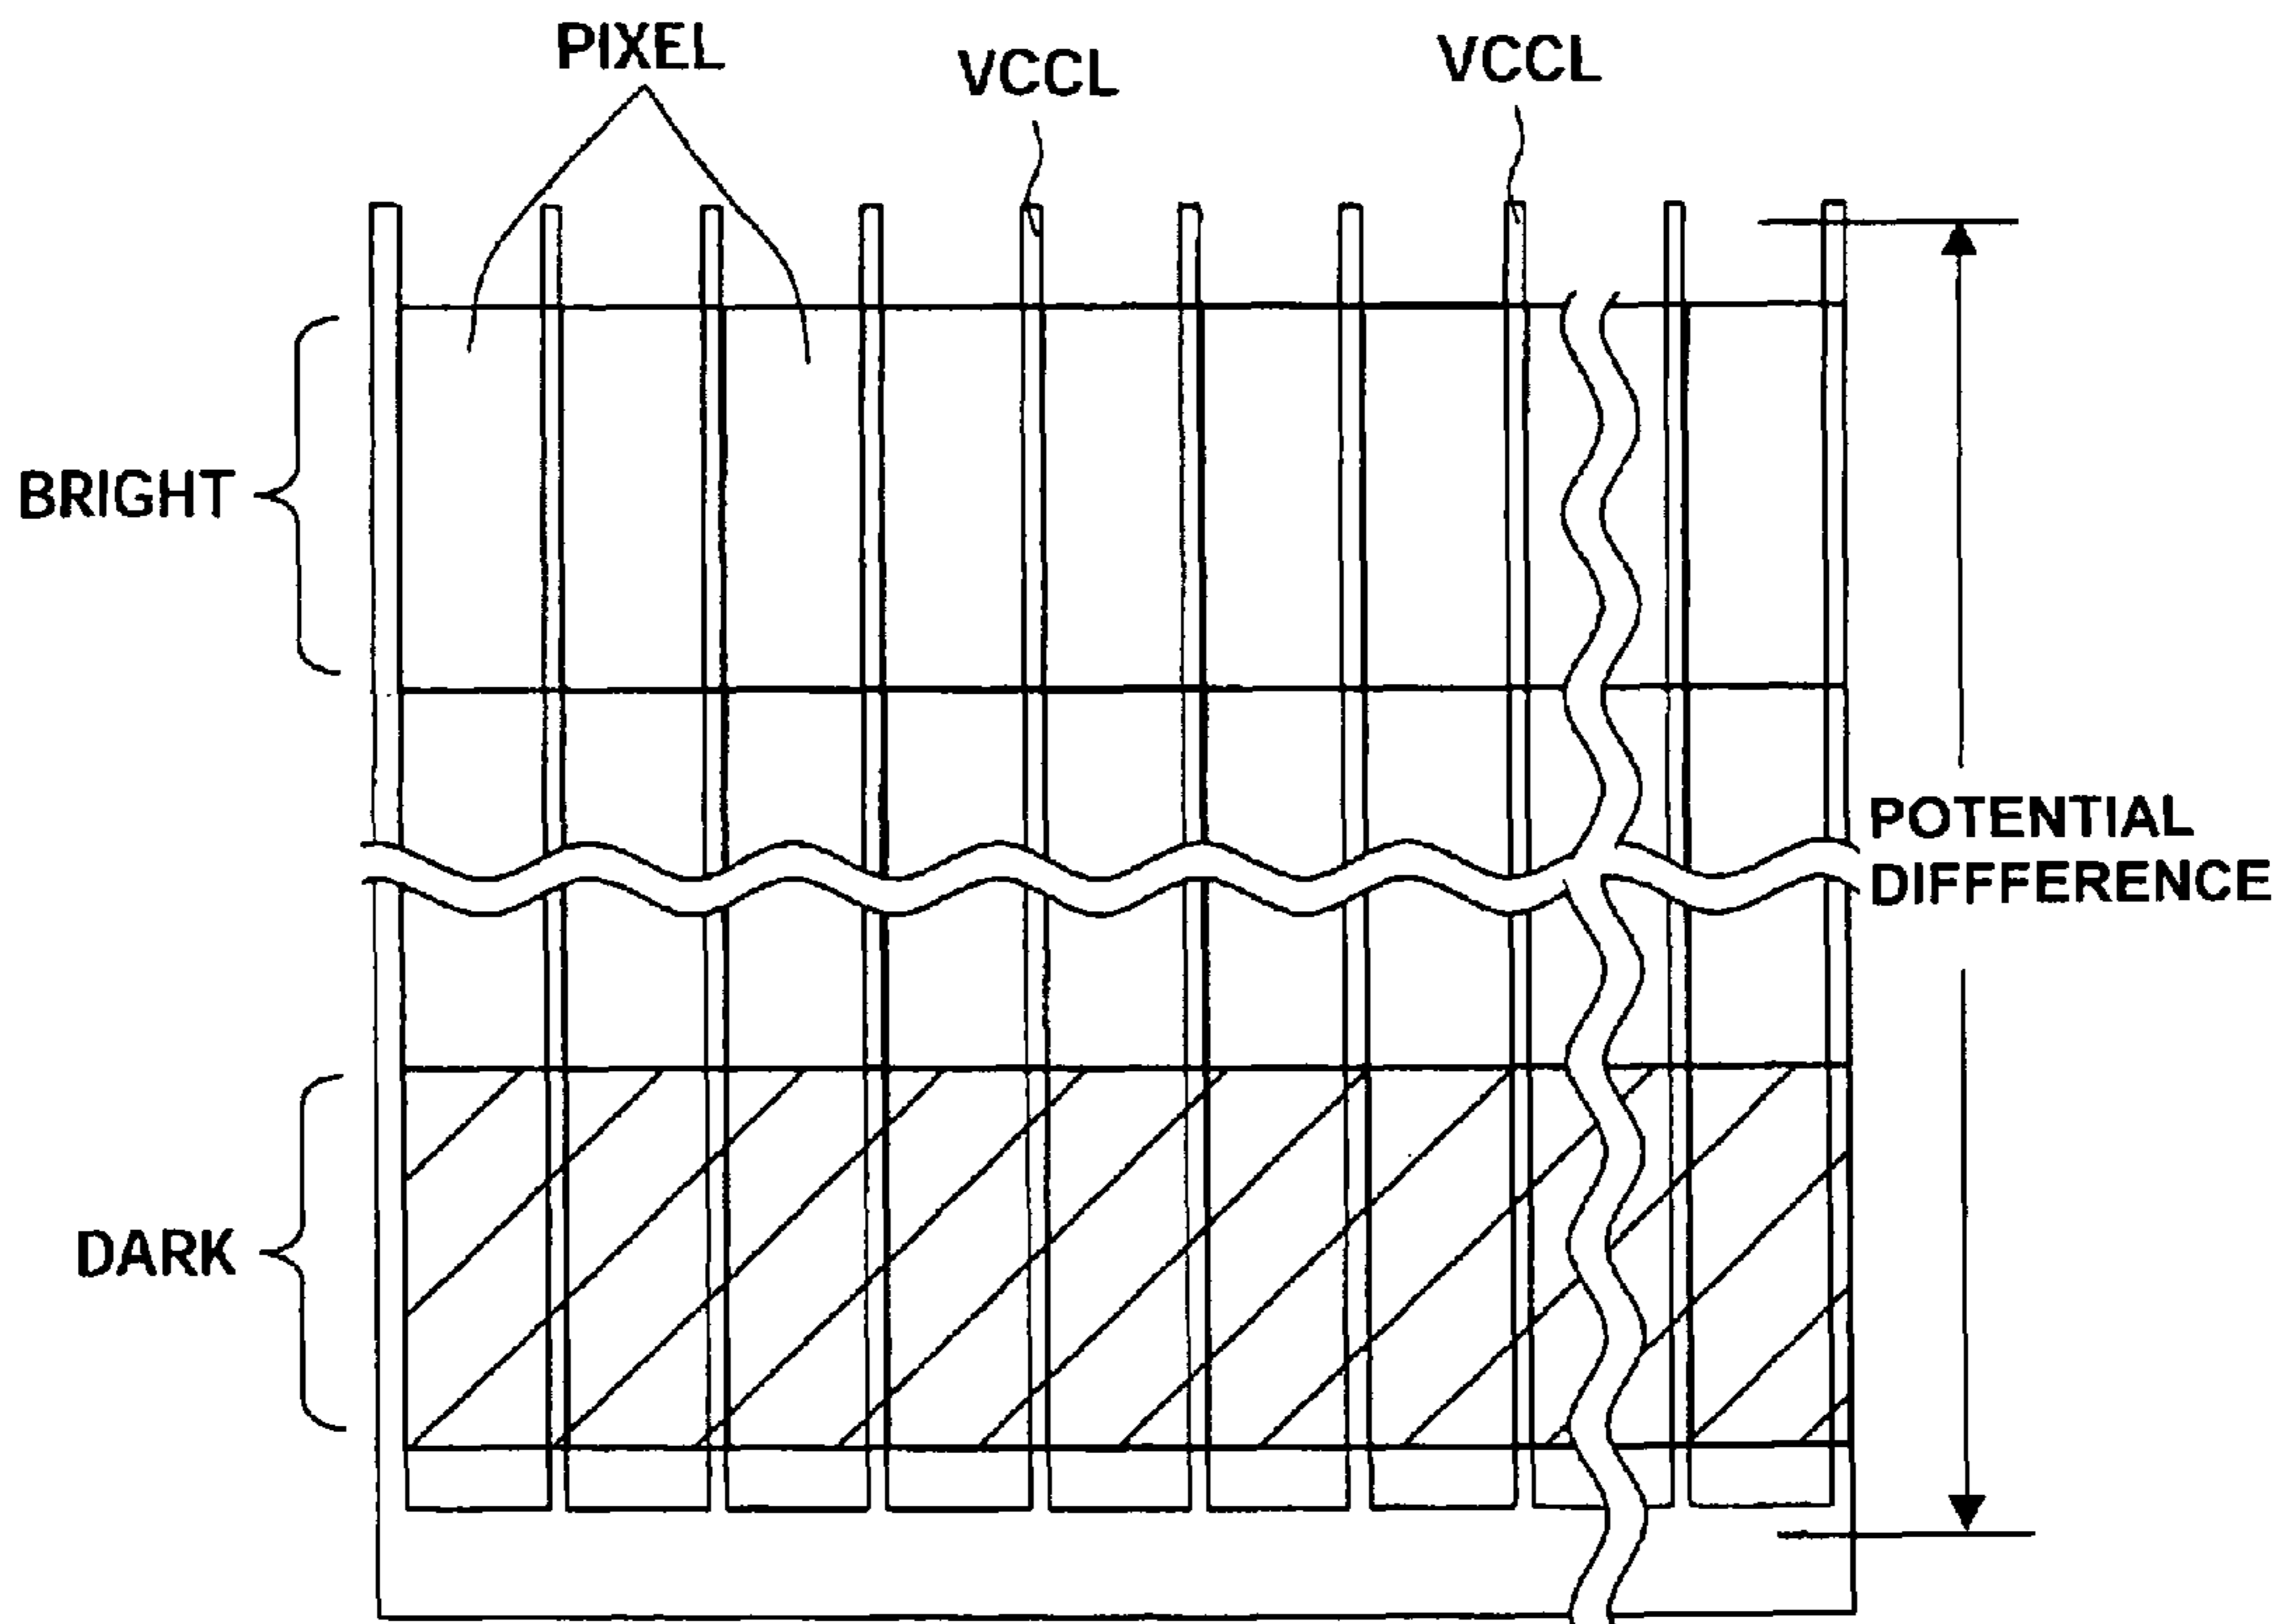 PIXEL
VCCL
VCCL
BRIGHT
POTENTIAL
DIFFFERENCE
DARK